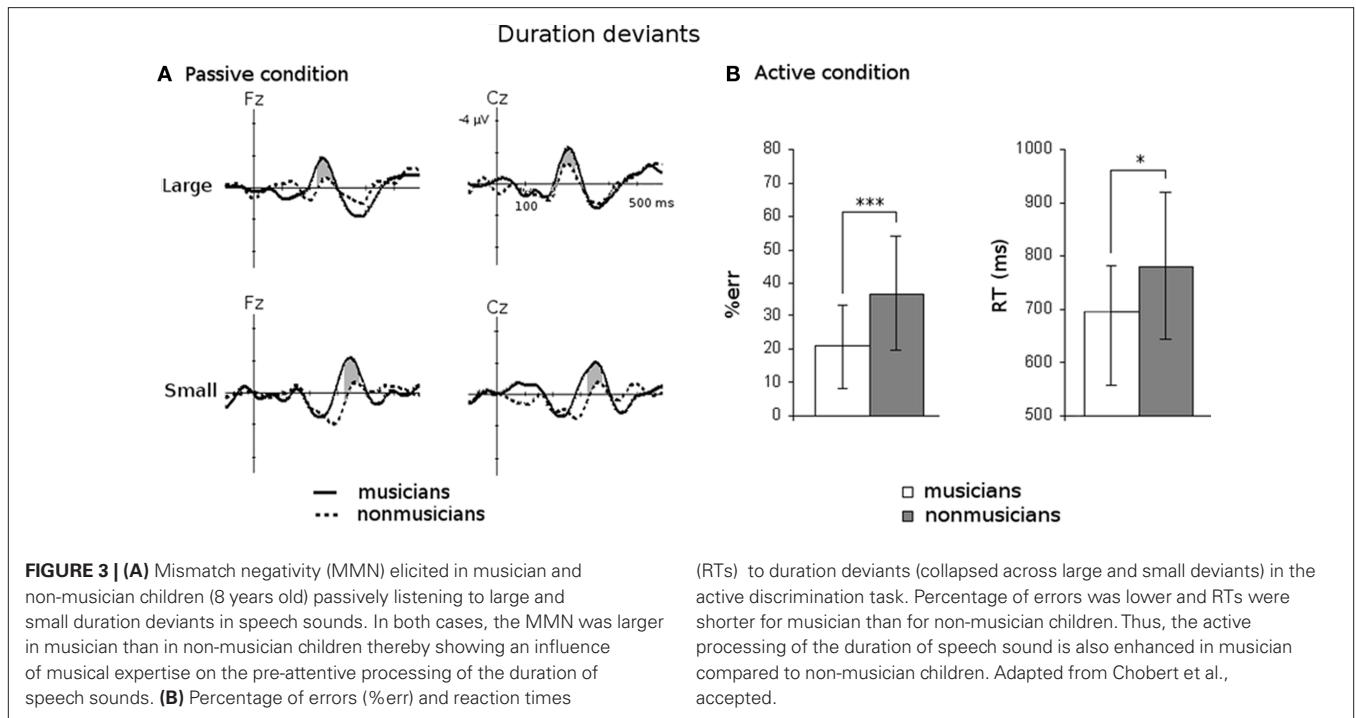 Duration deviants
A Passive condition
Fz
Cz
-4 µV
Large
100
500 ms
Fz
Cz
Small
musicians
nonmusicians
B Active condition
80
70
60
50
40
30
20
10
0
%err
***
1000
900
800
700
600
500
RT (ms)
*
musicians
nonmusicians
FIGURE 3 | (A) Mismatch negativity (MMN) elicited in musician and
non-musician children (8 years old) passively listening to large and
small duration deviants in speech sounds. In both cases, the MMN was larger
in musician than in non-musician children thereby showing an influence
of musical expertise on the pre-attentive processing of the duration of
speech sounds. (B) Percentage of errors (%err) and reaction times
(RTs) to duration deviants (collapsed across large and small deviants) in the
active discrimination task. Percentage of errors was lower and RTs were
shorter for musician than for non-musician children. Thus, the active
processing of the duration of speech sound is also enhanced in musician
compared to non-musician children. Adapted from Chobert et al.,
accepted.